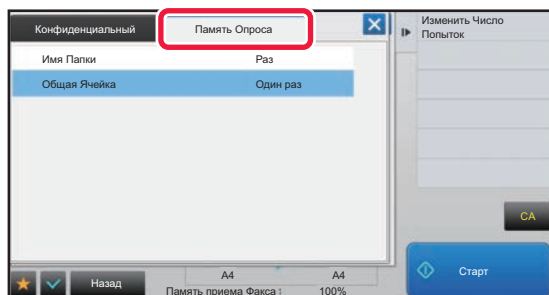 Конфиденциальный
Память Опроса
Имя Папки Раз
Общая Ячейка Один раз
Изменить Число
Попыток
CA
Старт
Назад
A4 A4
Память приема Факса : 100%